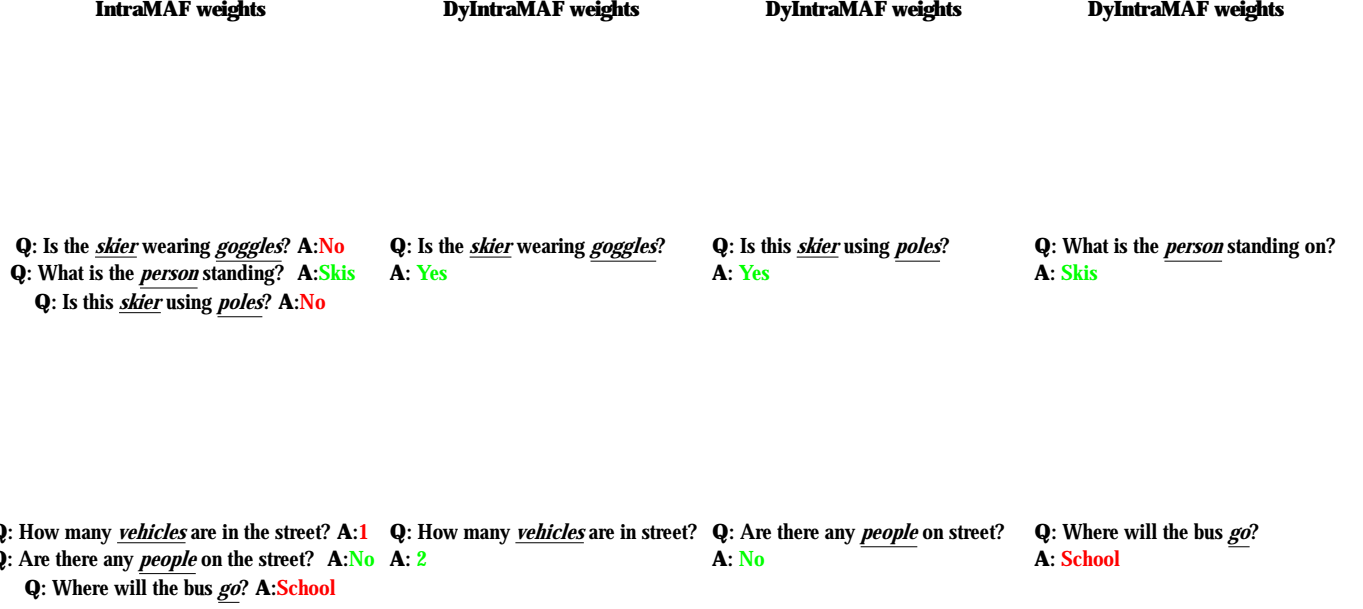 IntraMAF weights DyIntraMAF weights DyIntraMAF weights DyIntraMAF weights
Q: Is the skier wearing goggles? A:No Q: Is the skier wearing goggles? Q: Is this skier using poles? Q: What is the person standing on?
Q: What is the person standing? A:Skis A: Yes A: Yes A: Skis
Q: Is this skier using poles? A:No
Q: How many vehicles are in the street? A:1 Q: How many vehicles are in street? Q: Are there any people on street? Q: Where will the bus go?
Q: Are there any people on the street? A:No A: 2 A: No A: School
Q: Where will the bus go? A:School